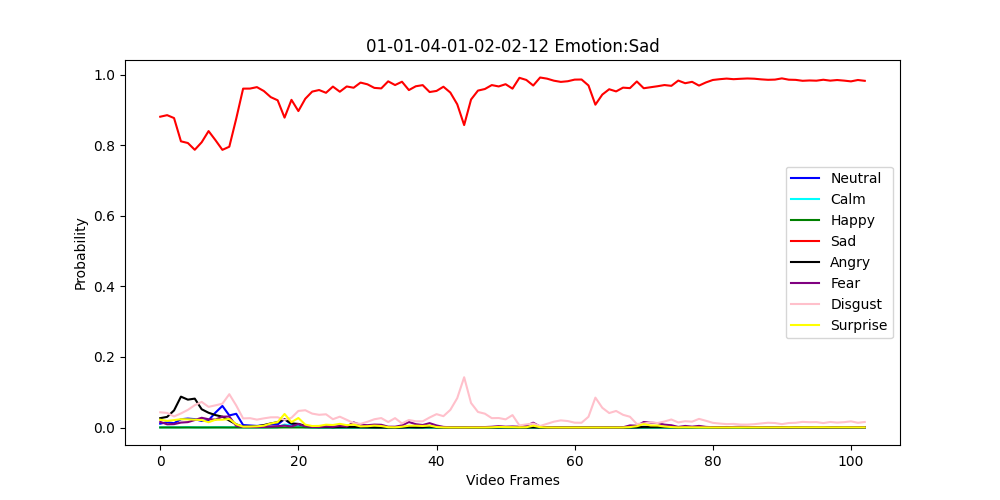 01-01-04-01-02-02-12 Emotion:Sad
1.0
0.8
0.6
0.4
0.2
0.0
Probability
0 20 40 60 80 100
Video Frames
Neutral
Calm
Happy
Sad
Angry
Fear
Disgust
Surprise